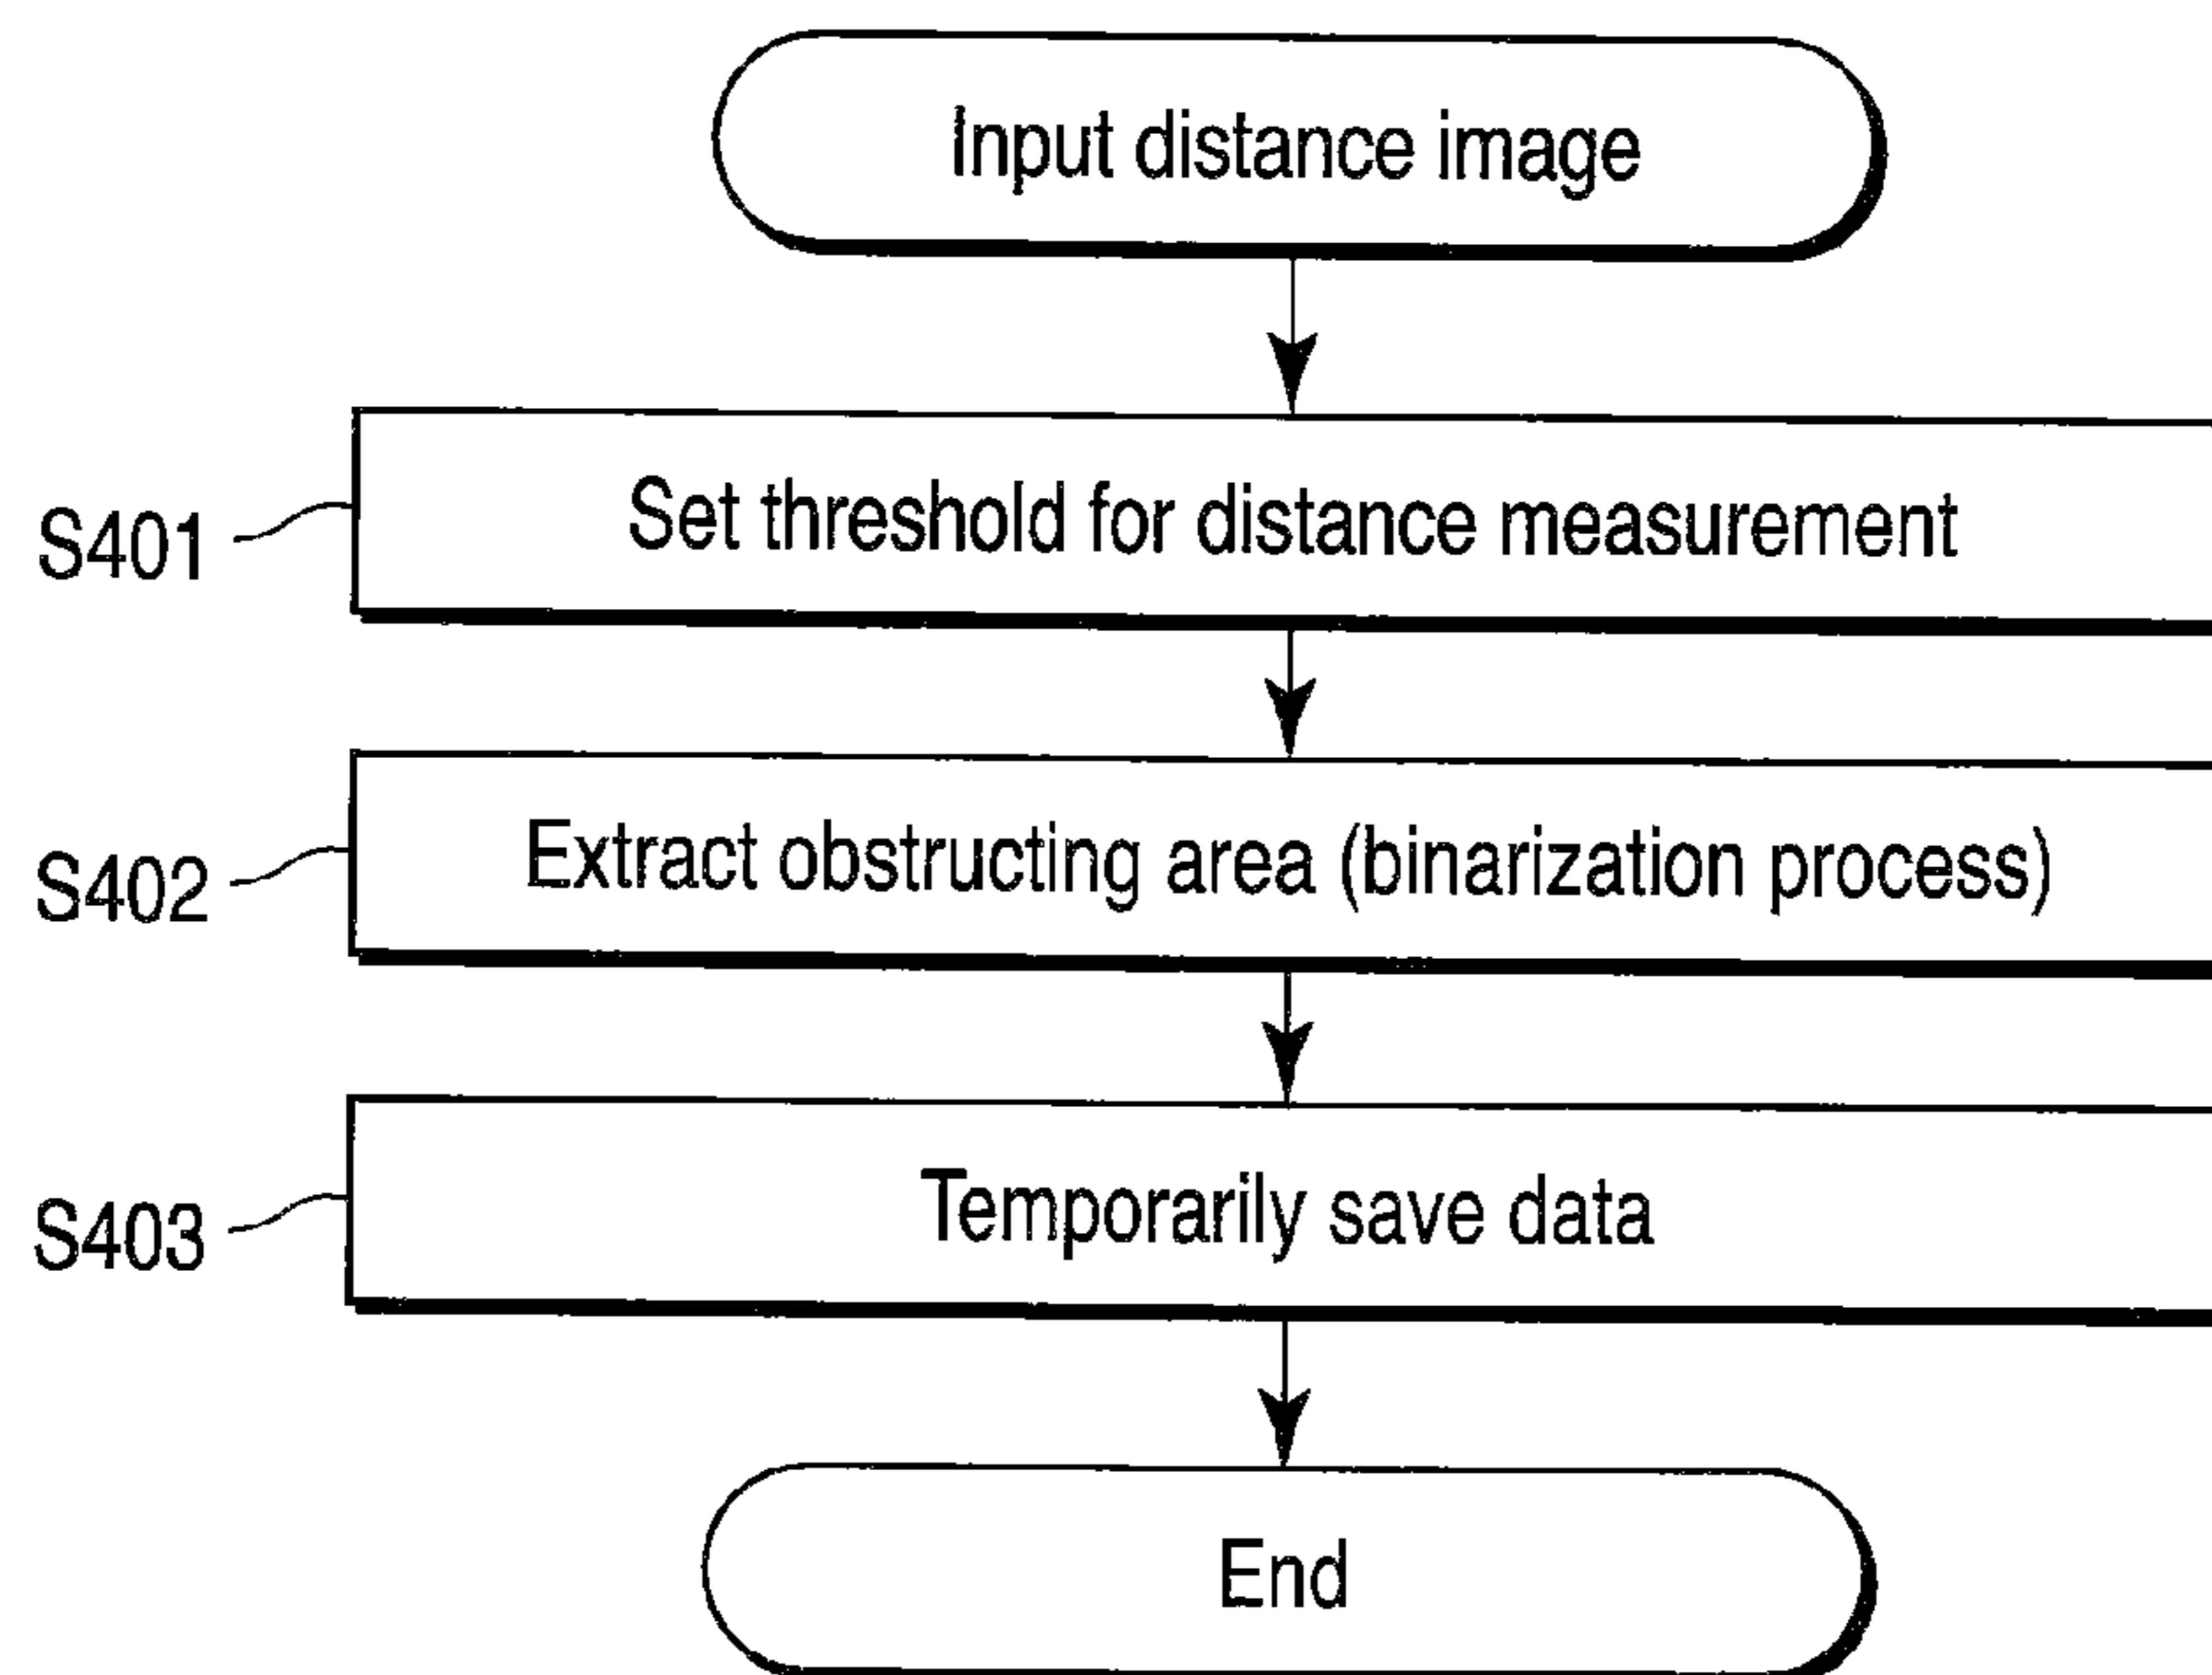 Input distance image
S401
Set threshold for distance measurement
S402
Extract obstructing area (binarization process)
S403
Temporarily save data
End